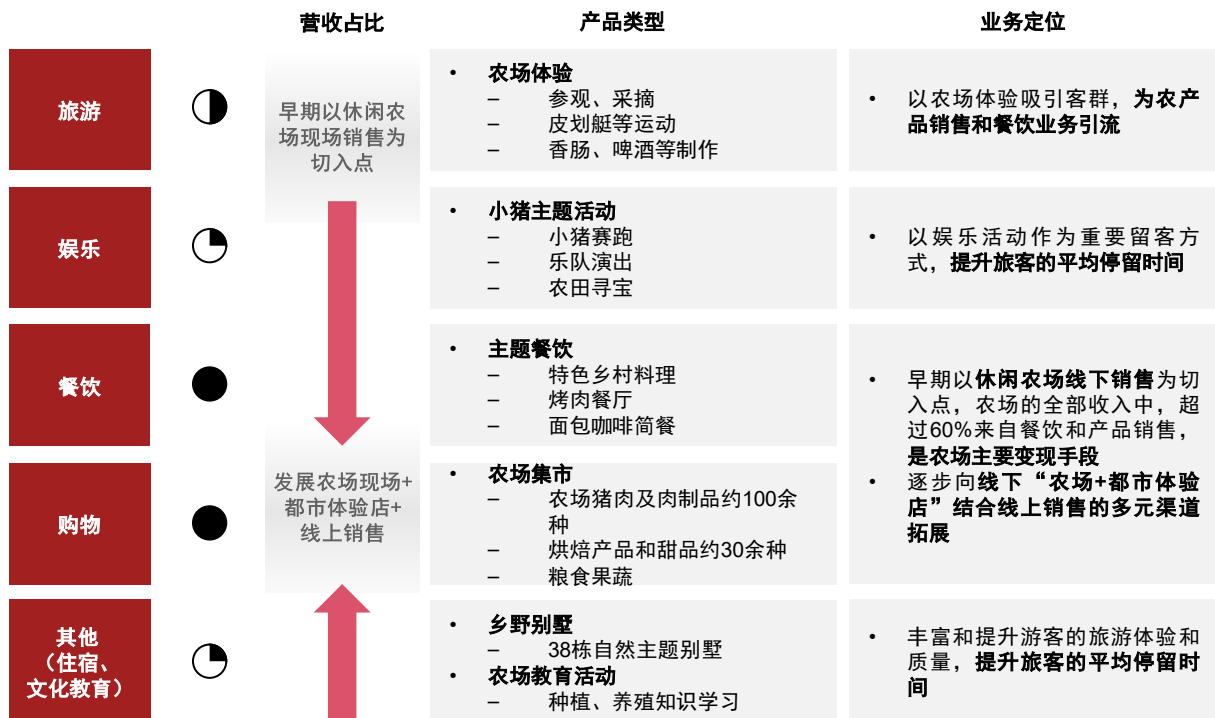 营收占比
产品类型
业务定位
旅游
早期以休闲农
场现场销售为
切入点
• 农场体验
– 参观、采摘
– 皮划艇等运动
– 香肠、啤酒等制作
• 以农场体验吸引客群，为农产
品销售和餐饮业务引流
娱乐
• 小猪主题活动
– 小猪赛跑
– 乐队演出
– 农田寻宝
• 以娱乐活动作为重要留客方
式，提升旅客的平均停留时间
餐饮
• 主题餐饮
– 特色乡村料理
– 烤肉餐厅
– 面包咖啡简餐
• 早期以休闲农场线下销售为切
入点，农场的全部收入中，超
过60%来自餐饮和产品销售，
是农场主要变现手段
• 逐步向线下“农场+都市体验
店”结合线上销售的多元渠道
拓展
购物
发展农场现场+
都市体验店+
线上销售
• 农场集市
– 农场猪肉及肉制品约100余
种
– 烘焙产品和甜品约30余种
– 粮食果蔬
其他
（住宿、
文化教育）
• 乡野别墅
– 38栋自然主题别墅
• 农场教育活动
– 种植、养殖知识学习
• 丰富和提升游客的旅游体验和
质量，提升旅客的平均停留时
间